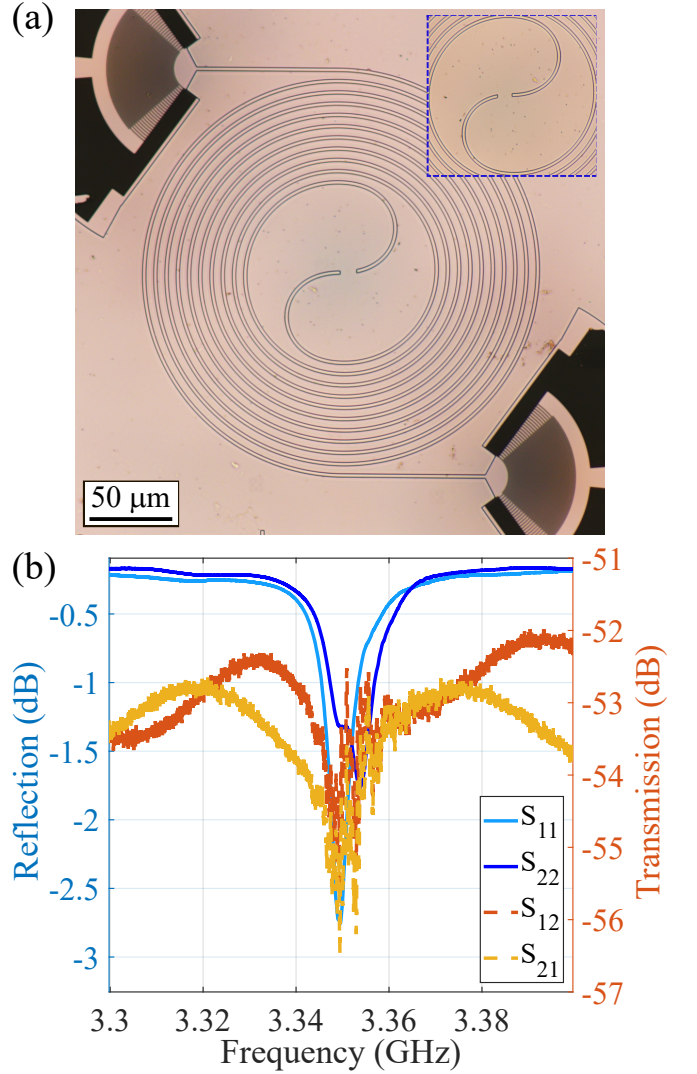 (a)
50 μm
(b)
Reflection (dB)
-0.5
-1
-1.5
-2
-2.5
-3
-51
-52
-53
-54
-55
-56
-57
Transmission (dB)
S11
S22
S12
S21
3.3 3.32 3.34 3.36 3.38
Frequency (GHz)